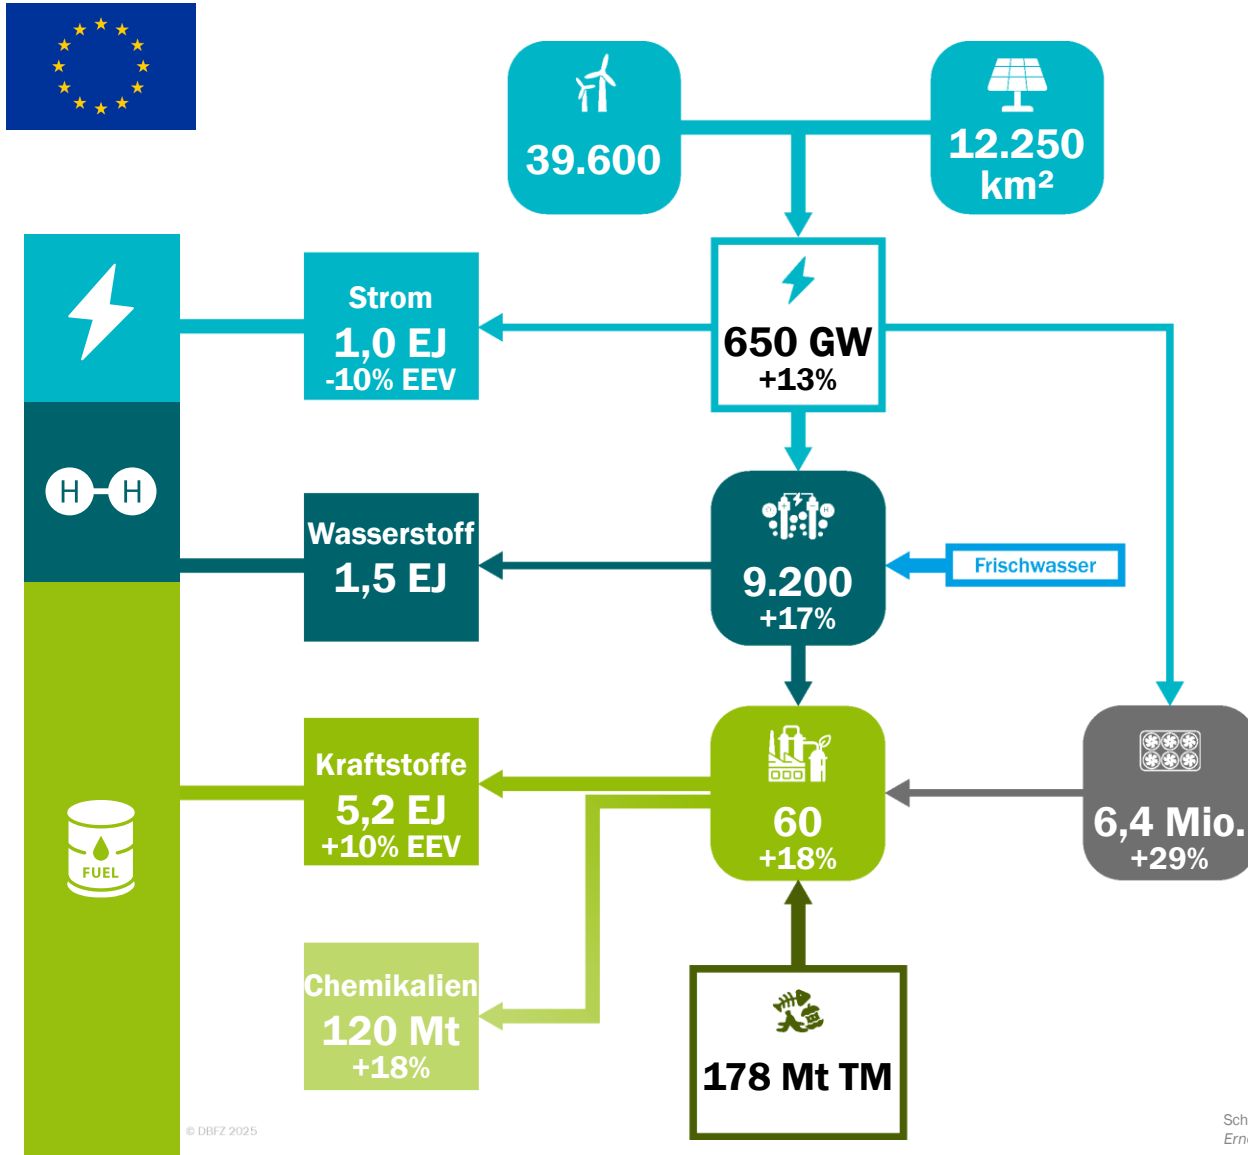 39.600
12.250
km²
Strom
1,0 EJ
-10% EEV
650 GW
+13%
H H
Wasserstoff
1,5 EJ
9.200
+17%
Frischwasser
Kraftstoffe
5,2 EJ
+10% EEV
60
+18%
6,4 Mio.
+29%
FUEL
Chemikalien
120 Mt
+18%
178 Mt TM
© DBFZ 2025